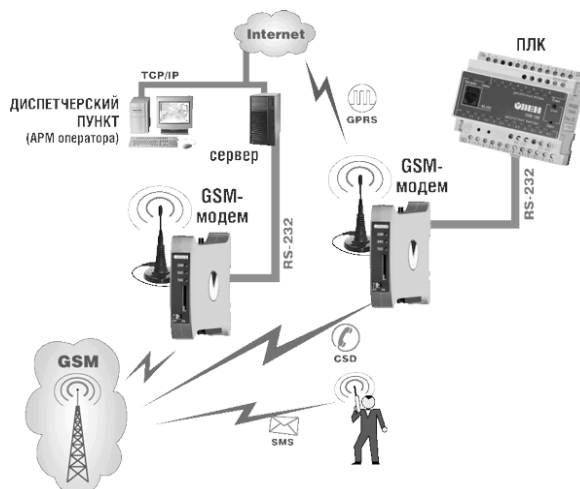 Internet
ПЛК
TCP/IP
ДИСПЕТЧЕРСКИЙ
ПУНКТ
(АРМ оператора)
сервер
GPRS
ОВЕН
GSM-
модем
GSM-
модем
RS-232
RS-232
GSM
CSD
SMS